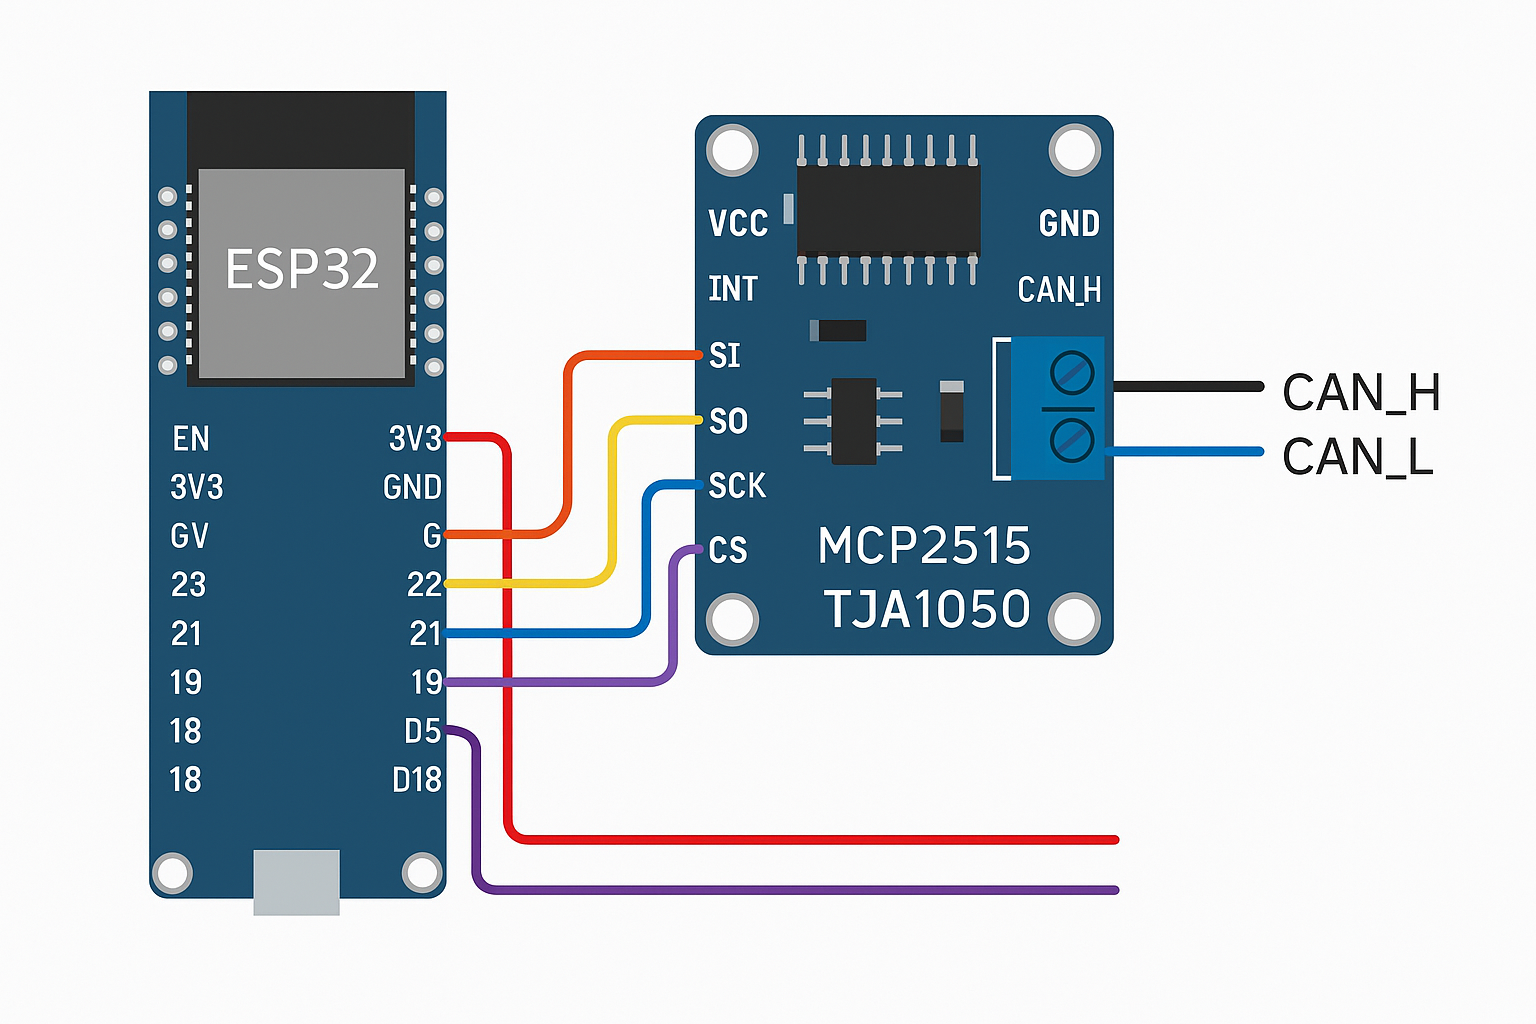 ESP32
EN
3V3
GV
23
21
19
18
18
3V3
GND
G
22
21
19
D5
D18
VCC
INT
SI
SO
SCK
CS
GND
CAN_H
MCP2515
TJA1050
CAN_H
CAN_L